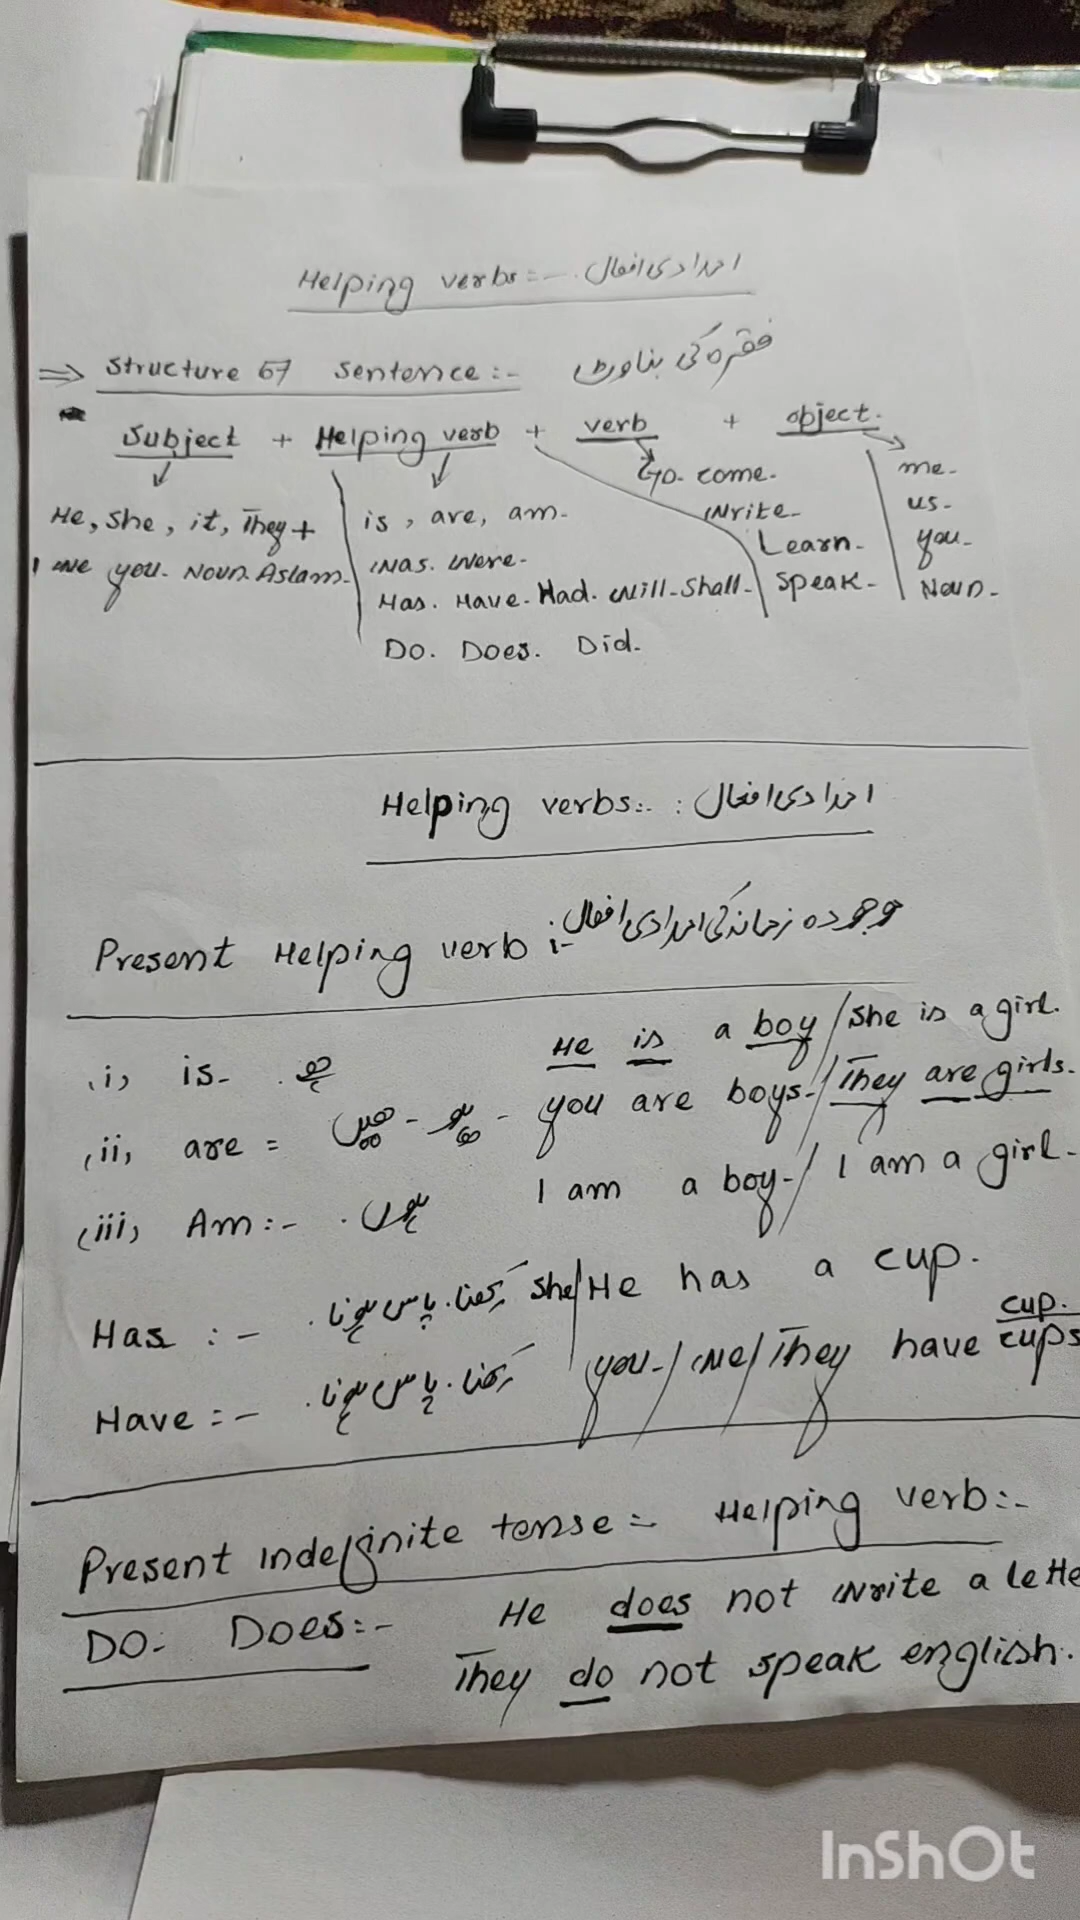 Helping verbs:- امدادی افعال
⇒ Structure of sentence:- فقرہ کی بناوٹ
Subject + Helping verb + verb + object.
He, She, it, They + is, are, am. Go. come. me.
I we you. Noun. Aslam. was. were. write. us.
Has. Have. Had. will. Shall. Learn. you.
Do. Does. Did. Speak. Noun.
Helping verbs:. : امدادی افعال
Present Helping verb :- موجودہ زمانہ کی امدادی افعال
(i) is- ہے. He is a boy / She is a girl.
(ii) are = ہیں - ہو - you are boys- / They are girls.
(iii) Am:- ہوں. I am a boy- / I am a girl-
Has :- رکھنا. پاس ہونا. She/He has a cup.
Have:- رکھنا. پاس ہونا. you-/we/They have cup. cups
Present indefinite tense:- Helping verb:-
DO- Does:- He does not write a lette
They do not speak english.
InShOt